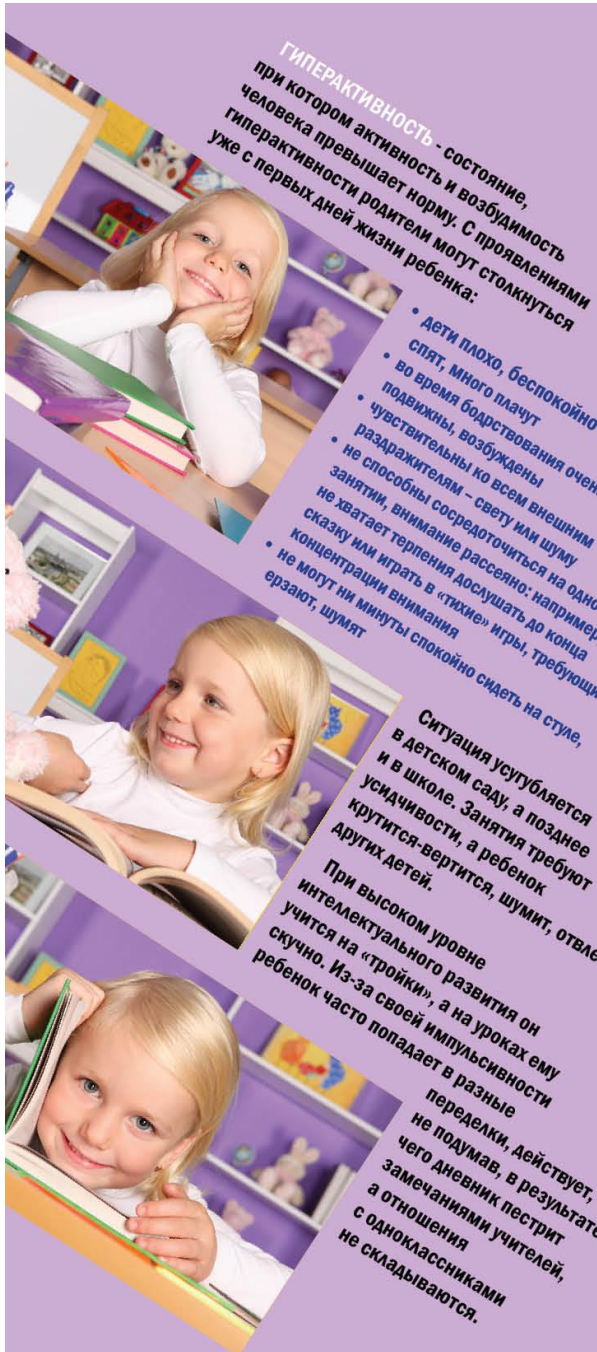 ГИПЕРАКТИВНОСТЬ - состояние,
при котором активность и возбудимость
человека превышает норму. С проявлениями
гиперактивности родители могут столкнуться
уже с первых дней жизни ребенка:
• дети плохо, беспокойно
спят, много плачут
• во время бодрствования
подвижны, возбуждены
• чувствительны ко всем внешним
раздражителям – свету или шуму
• не способны сосредоточиться на
занятии, внимание рассеяно:
не хватает терпения дослушать до конца
сказку или играть в «тихие» игры,
концентрации внимания
• не могут ни минуты спокойно сидеть на стуле,
ерзают, шумят
Ситуация усугубляется
в детском саду, а позднее
и в школе. Занятия требуют
усидчивости, а ребенок
крутится-вертится, шумит,
других детей.
При высоком уровне
интеллектуального развития он
учится на «тройки», а на уроках ему
скучно. Из-за своей импульсивности
ребенок часто попадает в разные
переделки, действует,
не подумав, в результате
чего дневник пестрит
замечаниями учителей,
а отношения
с одноклассниками
не складываются.